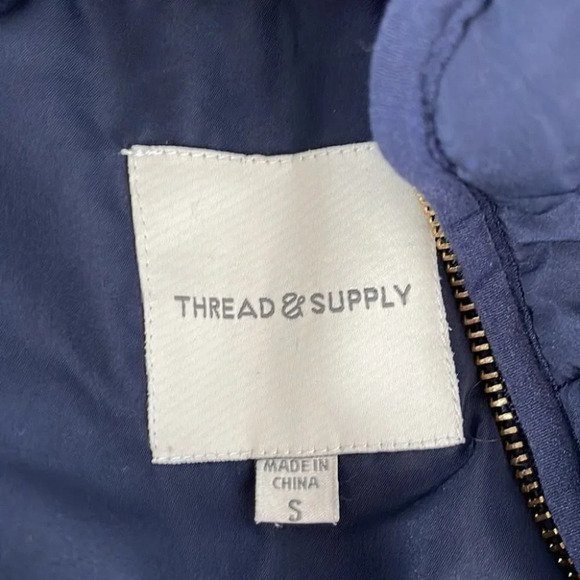 THREAD & SUPPLY
MADE IN
CHINA
S